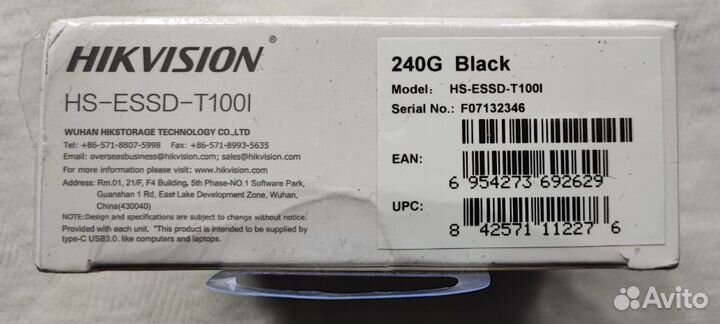 HIKVISION®
HS-ESSD-T100I
WUHAN HIKSTORAGE TECHNOLOGY CO.,LTD
Tel: +86-571-8807-5998 Fax: +86-571-8993-5635
Email: overseasbusiness@hikvision.com; sales@hikvision.com
For more information please visit: www.hikvision.com
Address: Rm.01, 21/F, F4 Building, 5th Phase-NO.1 Software Park,
Guanshan 1 Rd, East Lake Development Zone, Wuhan,
China(430040)
NOTE:Design and specifications are subject to change without notice.
Provided with each unit. "This product is intended to be supplied by
type-C USB3.0. like computers and laptops.
240G Black
Model: HS-ESSD-T100I
Serial No.: F07132346
EAN:
6 954273 692629
UPC:
8 42571 11227 6
Avito